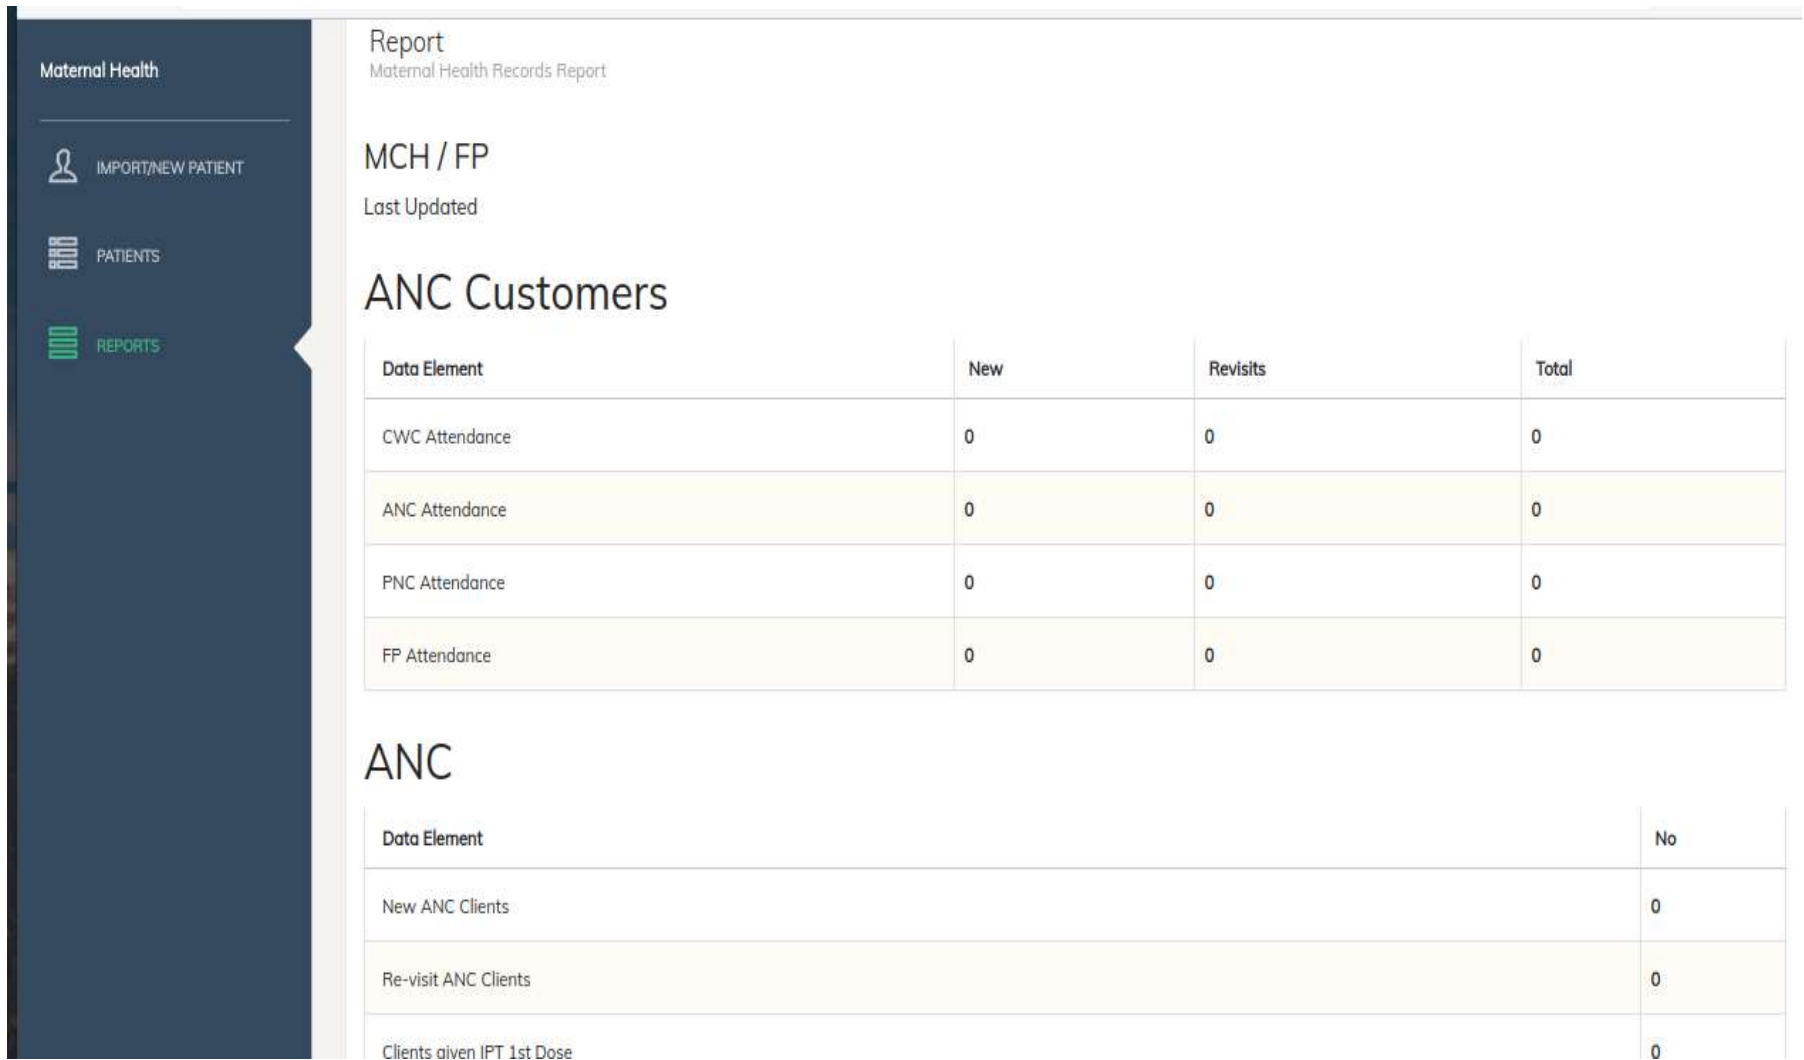 Maternal Health
IMPORT/NEW PATIENT
PATIENTS
REPORTS
Report
Maternal Health Records Report
MCH / FP
Last Updated
ANC Customers
Data Element New Revisits Total
CWC Attendance 0 0 0
ANC Attendance 0 0 0
PNC Attendance 0 0 0
FP Attendance 0 0 0
ANC
Data Element No
New ANC Clients 0
Re-visit ANC Clients 0
Clients given IPT 1st Dose 0